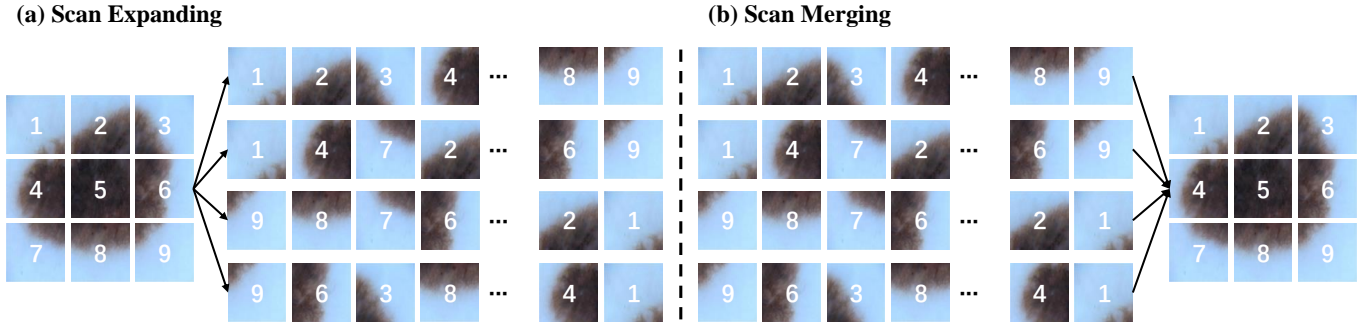 (a) Scan Expanding
(b) Scan Merging
1 2 3
4 5 6
7 8 9
1 2 3 4 ... 8 9
1 4 7 2 ... 6 9
9 8 7 6 ... 2 1
9 6 3 8 ... 4 1
1 2 3 4 ... 8 9
1 4 7 2 ... 6 9
9 8 7 6 ... 2 1
9 6 3 8 ... 4 1
1 2 3
4 5 6
7 8 9